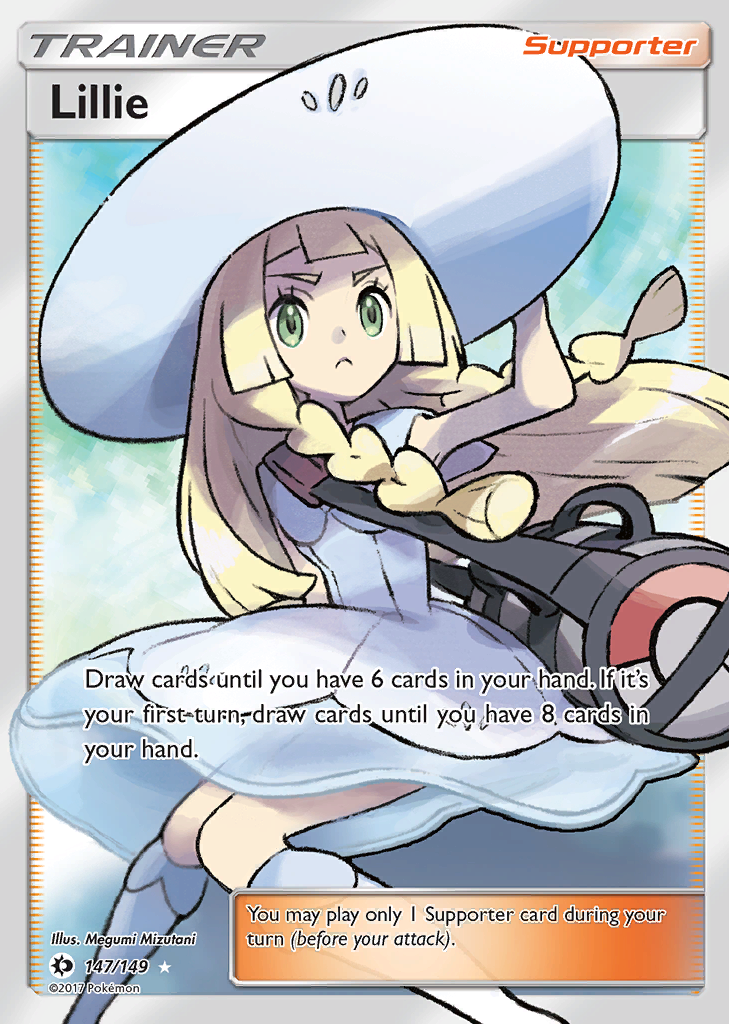 TRAINER
Supporter
Lillie
Draw cards until you have 6 cards in your hand. If it's
your first turn, draw cards until you have 8 cards in
your hand.
You may play only 1 Supporter card during your
turn (before your attack).
Illus. Megumi Mizutani
147/149 ★
©2017 Pokémon